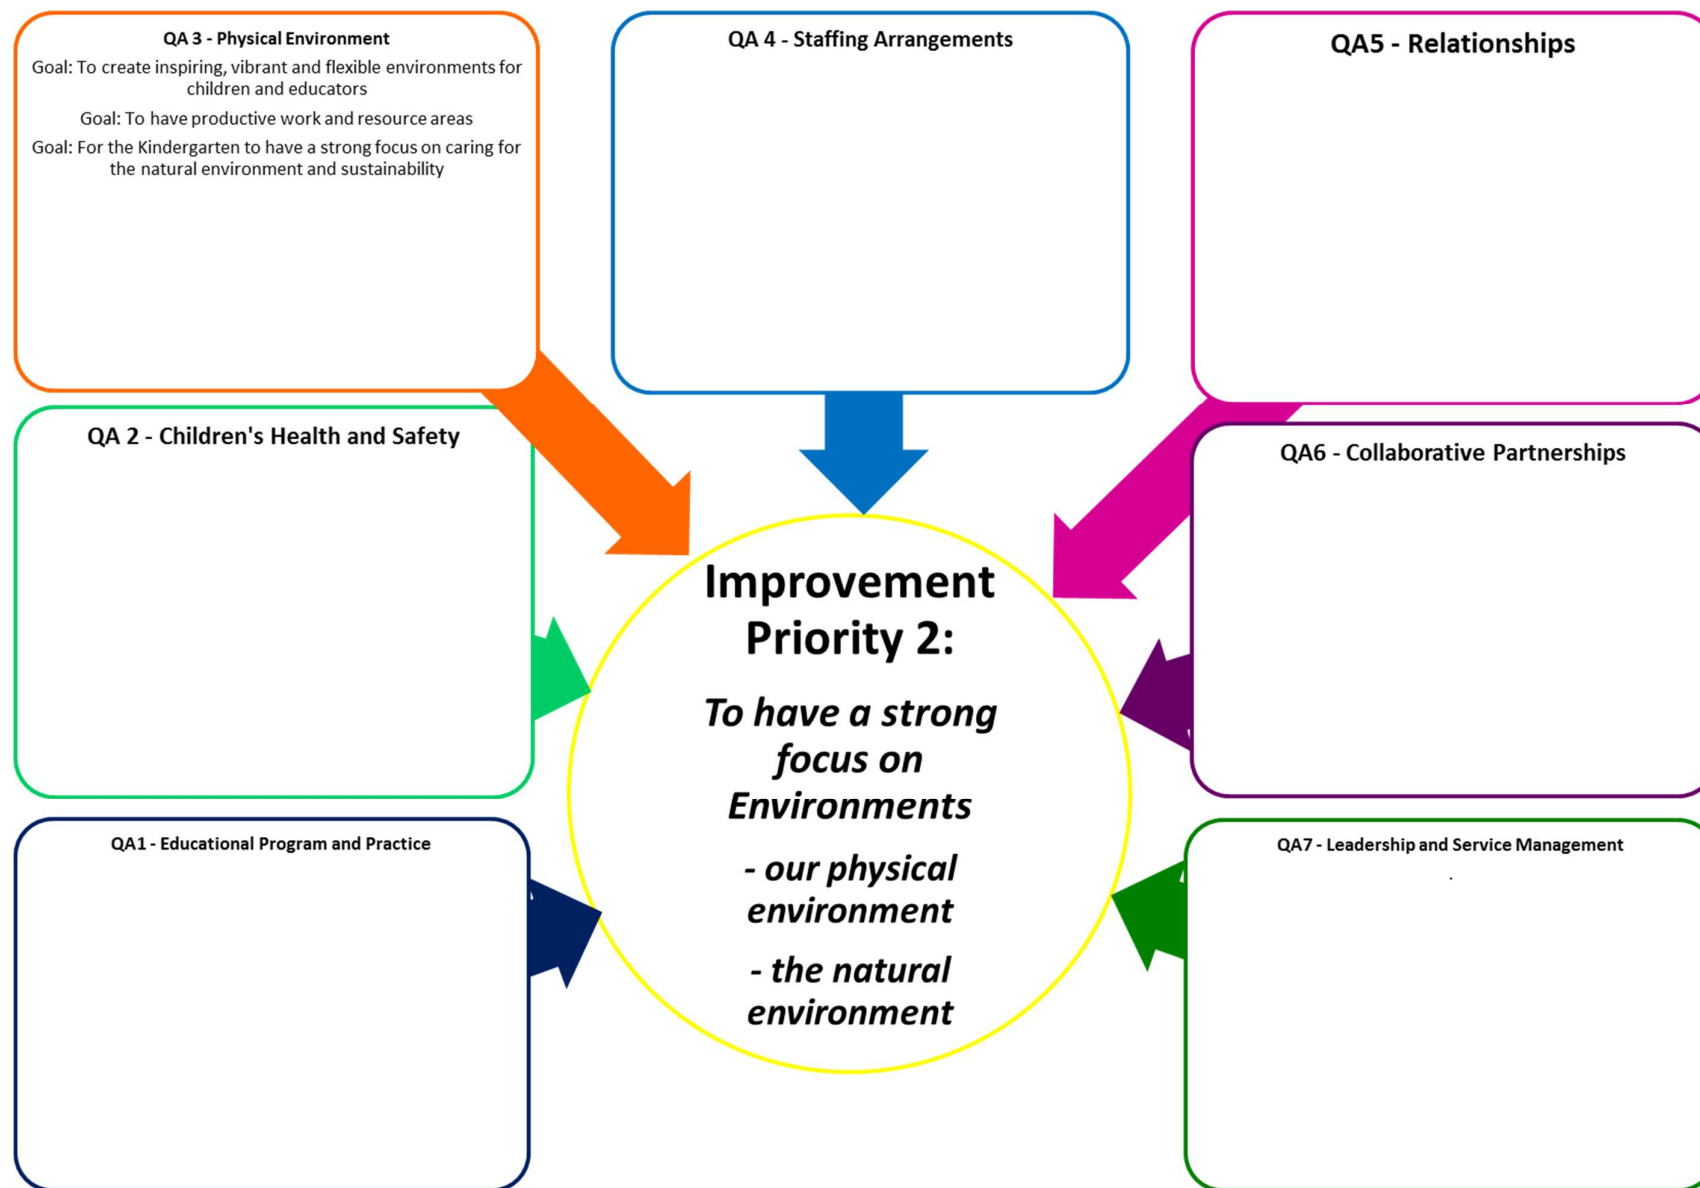 QA 3 - Physical Environment
Goal: To create inspiring, vibrant and flexible environments for
children and educators
Goal: To have productive work and resource areas
Goal: For the Kindergarten to have a strong focus on caring for
the natural environment and sustainability
QA 4 - Staffing Arrangements
QA5 - Relationships
QA 2 - Children's Health and Safety
QA6 - Collaborative Partnerships
Improvement
Priority 2:
To have a strong
focus on
Environments
- our physical
environment
- the natural
environment
QA1 - Educational Program and Practice
QA7 - Leadership and Service Management
.